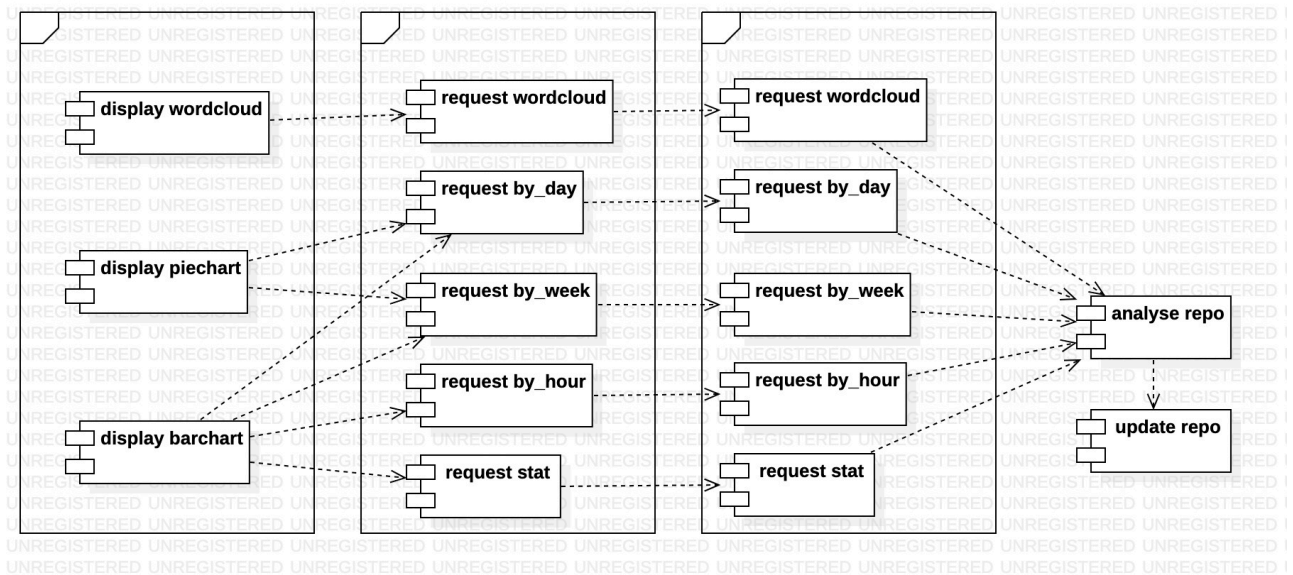 display wordcloud
display piechart
display barchart
request wordcloud
request by_day
request by_week
request by_hour
request stat
request wordcloud
request by_day
request by_week
request by_hour
request stat
analyse repo
update repo